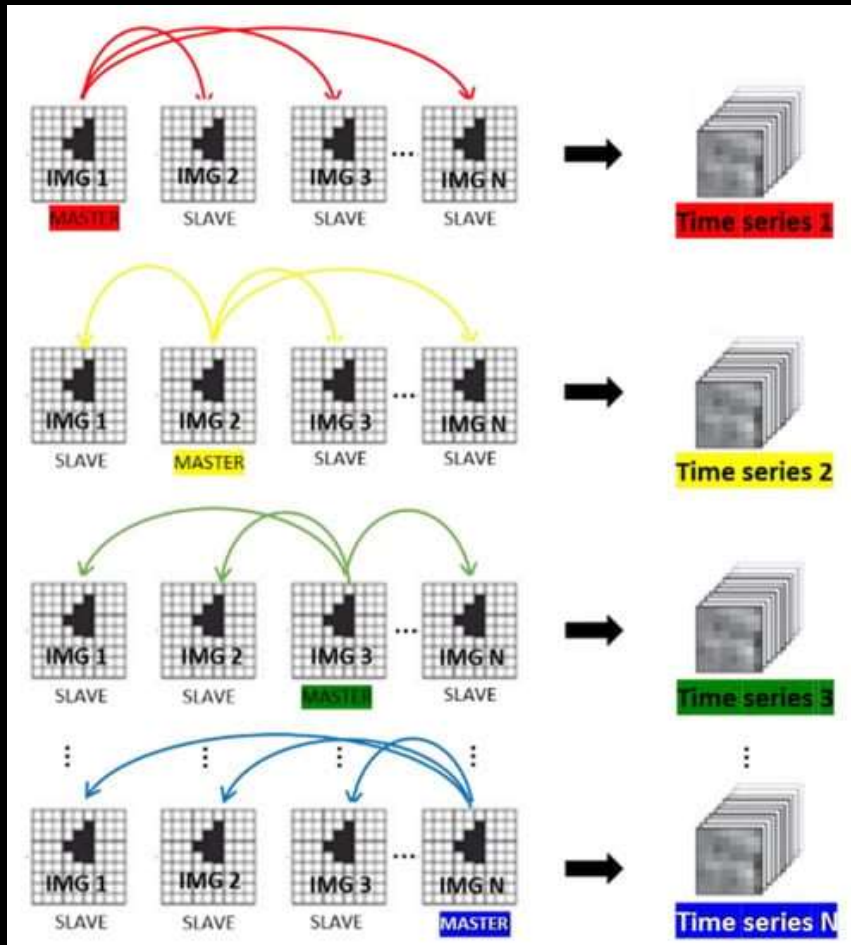 IMG 1 IMG 2 IMG 3 ... IMG N
MASTER SLAVE SLAVE SLAVE
Time series 1
IMG 1 IMG 2 IMG 3 ... IMG N
SLAVE MASTER SLAVE SLAVE
Time series 2
IMG 1 IMG 2 IMG 3 ... IMG N
SLAVE SLAVE MASTER SLAVE
Time series 3
IMG 1 IMG 2 IMG 3 ... IMG N
SLAVE SLAVE SLAVE MASTER
Time series N